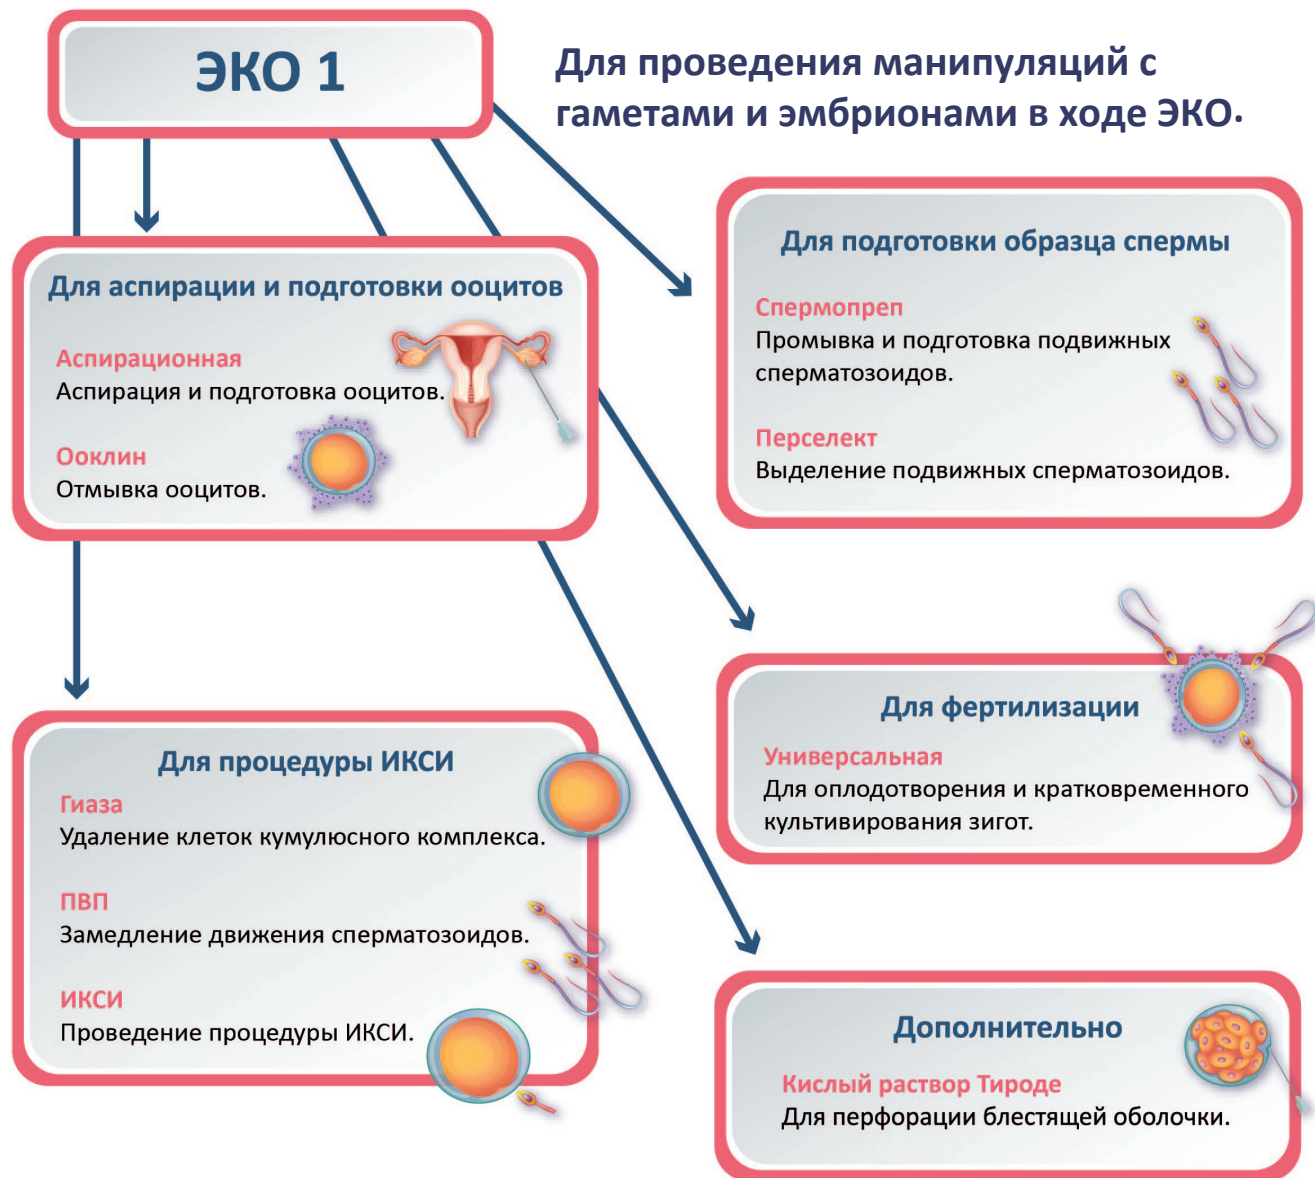 ЭКО 1
Для проведения манипуляций с
гаметами и эмбрионами в ходе ЭКО.
Для аспирации и подготовки ооцитов
Аспирационная
Аспирация и подготовка ооцитов.
Ооклин
Отмывка ооцитов.
Для подготовки образца спермы
Спермопреп
Промывка и подготовка подвижных
сперматозоидов.
Перселект
Выделение подвижных сперматозоидов.
Для процедуры ИКСИ
Гиаза
Удаление клеток кумулюсного комплекса.
ПВП
Замедление движения сперматозоидов.
ИКСИ
Проведение процедуры ИКСИ.
Для фертилизации
Универсальная
Для оплодотворения и кратковременного
культивирования зигот.
Дополнительно
Кислый раствор Тироде
Для перфорации блестящей оболочки.